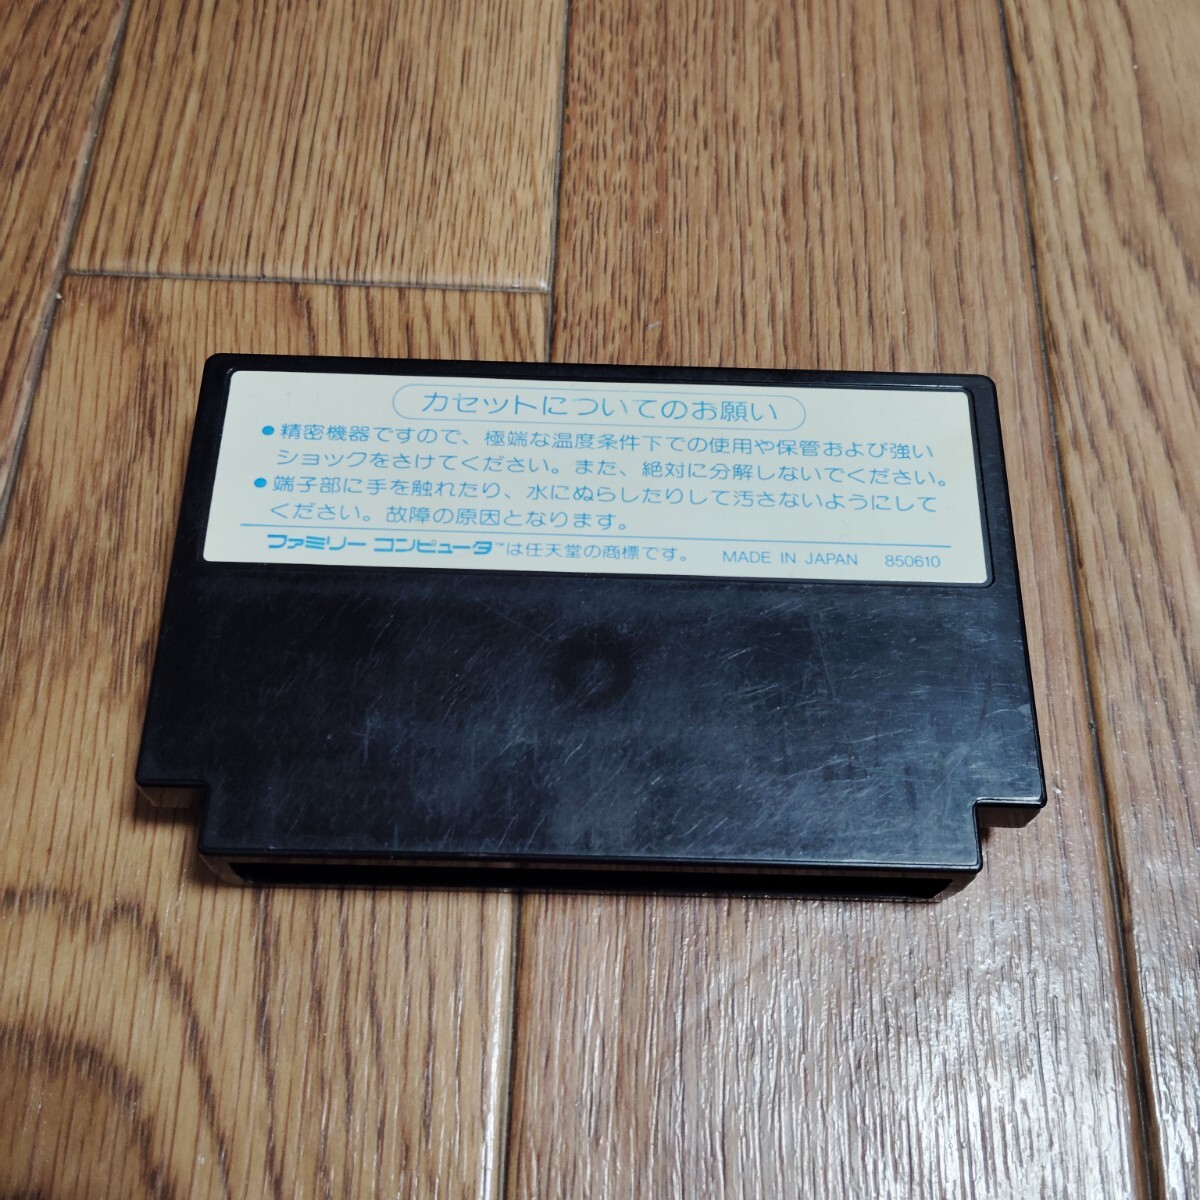 カセットについてのお願い
●精密機器ですので、極端な温度条件下での使用や保管および強い
ショックをさけてください。また、絶対に分解しないでください。
●端子部に手を触れたり、水にぬらしたりして汚さないようにして
ください。故障の原因となります。
ファミリー コンピュータ™は任天堂の商標です。 MADE IN JAPAN 850610